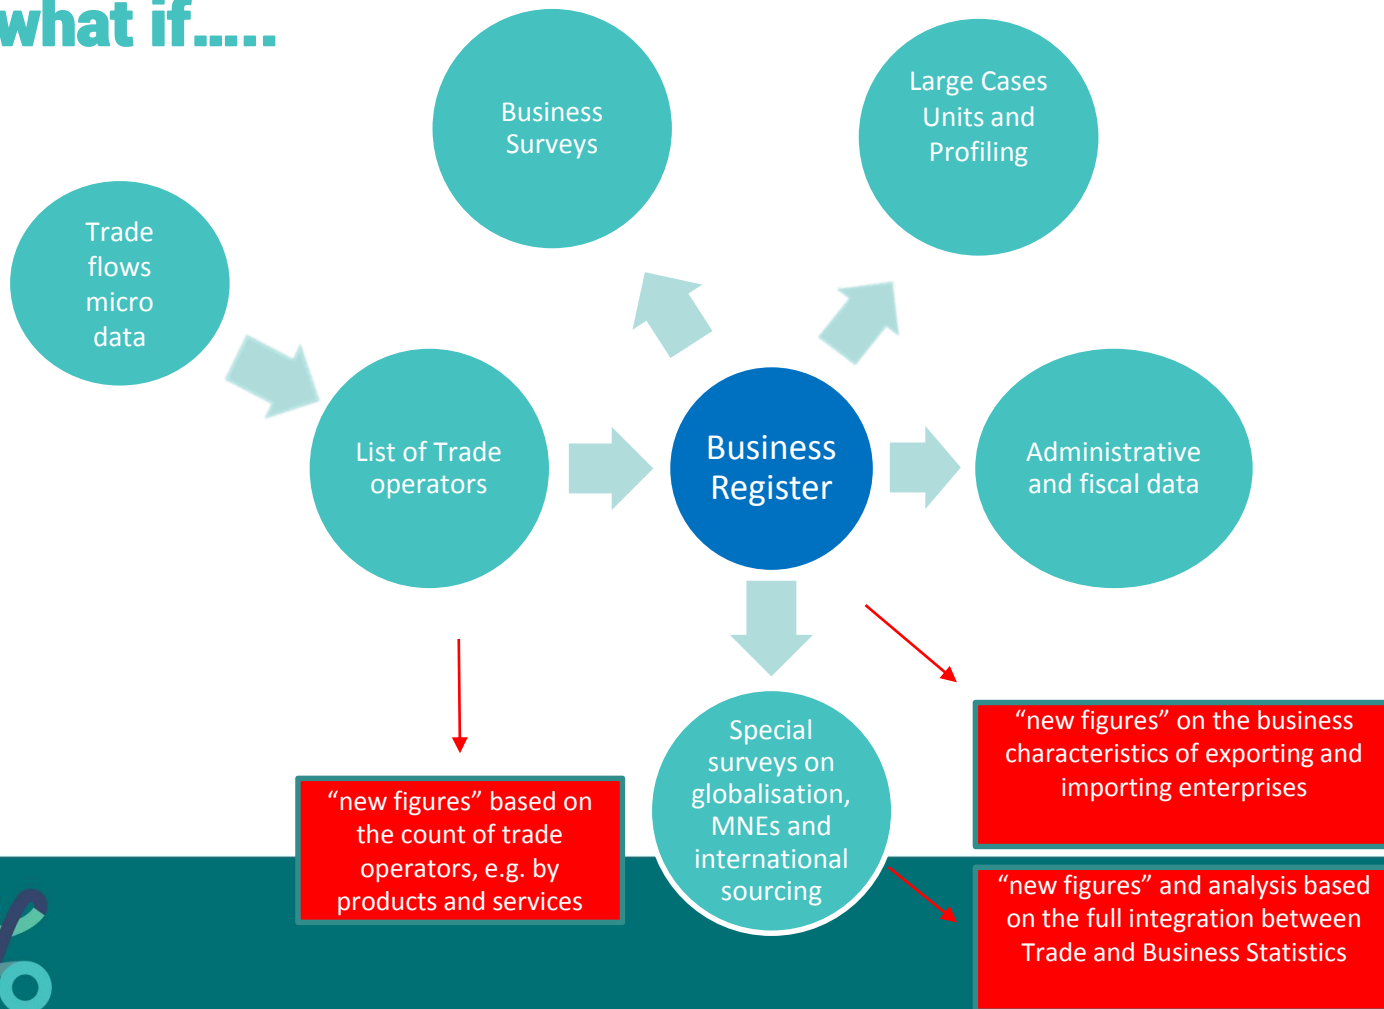 what if.....
Business
Surveys
Large Cases
Units and
Profiling
Trade
flows
micro
data
List of Trade
operators
Business
Register
Administrative
and fiscal data
Special
surveys on
globalisation,
MNEs and
international
sourcing
“new figures” based on
the count of trade
operators, e.g. by
products and services
“new figures” on the business
characteristics of exporting and
importing enterprises
“new figures” and analysis based
on the full integration between
Trade and Business Statistics